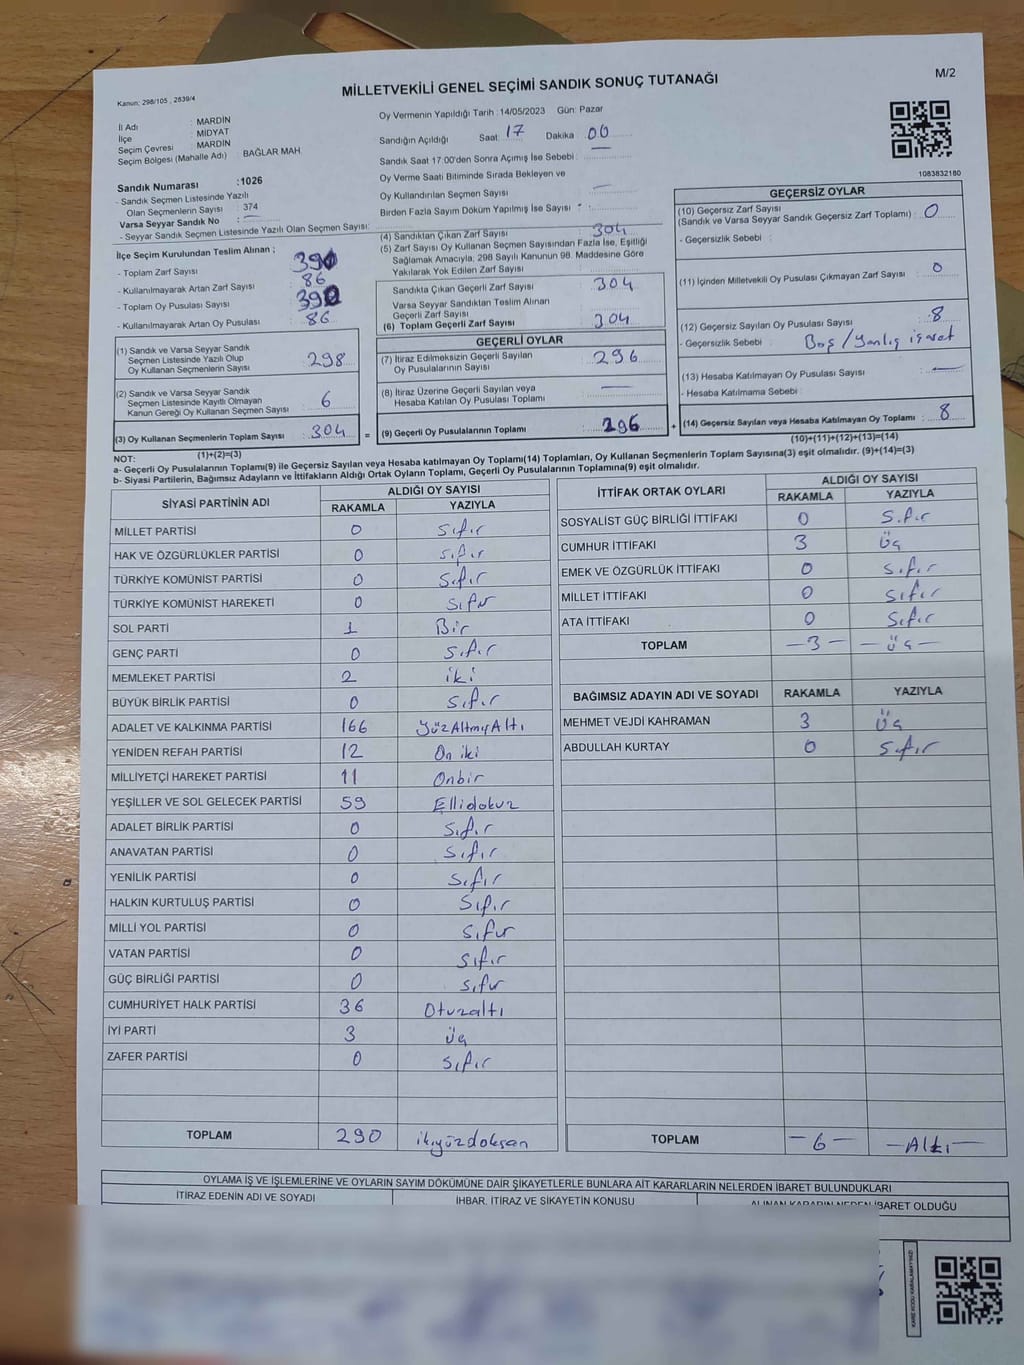 M/2
Kanun: 298/105 , 2839/4
MİLLETVEKİLİ GENEL SEÇİMİ SANDIK SONUÇ TUTANAĞI
İl Adı : MARDİN
İlçe : MİDYAT
Seçim Çevresi : MARDİN
Seçim Bölgesi (Mahalle Adı) BAĞLAR MAH.
Sandık Numarası :1026
- Sandık Seçmen Listesinde Yazılı
Olan Seçmenlerin Sayısı : 374
Varsa Seyyar Sandık No :
- Seyyar Sandık Seçmen Listesinde Yazılı Olan Seçmen Sayısı:
Oy Vermenin Yapıldığı Tarih : 14/05/2023 Gün: Pazar
Sandığın Açıldığı Saat: 17 Dakika 00
Sandık Saat 17:00'den Sonra Açımış İse Sebebi : —
Oy Verme Saati Bitiminde Sırada Bekleyen ve
Oy Kullandırılan Seçmen Sayısı : —
Birden Fazla Sayım Döküm Yapılmış İse Sayısı
1083832180
İlçe Seçim Kurulundan Teslim Alınan ;
- Toplam Zarf Sayısı : 390
- Kullanılmayarak Artan Zarf Sayısı : 86
- Toplam Oy Pusulası Sayısı : 390
- Kullanılmayarak Artan Oy Pusulası : 86
(1) Sandık ve Varsa Seyyar Sandık
Seçmen Listesinde Yazılı Olup
Oy Kullanan Seçmenlerin Sayısı : 298
(2) Sandık ve Varsa Seyyar Sandık
Seçmen Listesinde Kayıtlı Olmayan
Kanun Gereği Oy Kullanan Seçmen Sayısı : 6
(3) Oy Kullanan Seçmenlerin Toplam Sayısı : 304
(1)+(2)=(3)
(4) Sandıktan Çıkan Zarf Sayısı : 304
(5) Zarf Sayısı Oy Kullanan Seçmen Sayısından Fazla İse, Eşitliği
Sağlamak Amacıyla, 298 Sayılı Kanunun 98. Maddesine Göre
Yakılarak Yok Edilen Zarf Sayısı :
Sandıkta Çıkan Geçerli Zarf Sayısı : 304
Varsa Seyyar Sandıktan Teslim Alınan
Geçerli Zarf Sayısı :
(6) Toplam Geçerli Zarf Sayısı : 304
GEÇERLİ OYLAR
(7) İtiraz Edilmeksizin Geçerli Sayılan
Oy Pusulalarının Sayısı : 296
(8) İtiraz Üzerine Geçerli Sayılan veya
Hesaba Katılan Oy Pusulası Toplamı : —
= (9) Geçerli Oy Pusulalarının Toplamı : 296
GEÇERSİZ OYLAR
(10) Geçersiz Zarf Sayısı
(Sandık ve Varsa Seyyar Sandık Geçersiz Zarf Toplamı) : 0
- Geçersizlik Sebebi :
(11) İçinden Milletvekili Oy Pusulası Çıkmayan Zarf Sayısı : 0
(12) Geçersiz Sayılan Oy Pusulası Sayısı : 8
- Geçersizlik Sebebi : Boş/Yanlış işaret
(13) Hesaba Katılmayan Oy Pusulası Sayısı : —
- Hesaba Katılmama Sebebi :
+ (14) Geçersiz Sayılan veya Hesaba Katılmayan Oy Toplamı : 8
(10)+(11)+(12)+(13)=(14)
NOT:
a- Geçerli Oy Pusulalarının Toplamı(9) ile Geçersiz Sayılan veya Hesaba katılmayan Oy Toplamı(14) Toplamları, Oy Kullanan Seçmenlerin Toplam Sayısına(3) eşit olmalıdır. (9)+(14)=(3)
b- Siyasi Partilerin, Bağımsız Adayların ve İttifakların Aldığı Ortak Oyların Toplamı, Geçerli Oy Pusulalarının Toplamına(9) eşit olmalıdır.
SİYASİ PARTİNİN ADI ALDIĞI OY SAYISI
RAKAMLA YAZIYLA
MİLLET PARTİSİ 0 Sıfır
HAK VE ÖZGÜRLÜKLER PARTİSİ 0 Sıfır
TÜRKİYE KOMÜNİST PARTİSİ 0 Sıfır
TÜRKİYE KOMÜNİST HAREKETİ 0 Sıfır
SOL PARTİ 1 Bir
GENÇ PARTİ 0 Sıfır
MEMLEKET PARTİSİ 2 iki
BÜYÜK BİRLİK PARTİSİ 0 Sıfır
ADALET VE KALKINMA PARTİSİ 166 YüzAltmışAltı
YENİDEN REFAH PARTİSİ 12 On iki
MİLLİYETÇİ HAREKET PARTİSİ 11 Onbir
YEŞİLLER VE SOL GELECEK PARTİSİ 59 Ellidokuz
ADALET BİRLİK PARTİSİ 0 Sıfır
ANAVATAN PARTİSİ 0 Sıfır
YENİLİK PARTİSİ 0 Sıfır
HALKIN KURTULUŞ PARTİSİ 0 Sıfır
MİLLİ YOL PARTİSİ 0 Sıfır
VATAN PARTİSİ 0 Sıfır
GÜÇ BİRLİĞİ PARTİSİ 0 Sıfır
CUMHURİYET HALK PARTİSİ 36 Otuzaltı
İYİ PARTİ 3 üç
ZAFER PARTİSİ 0 Sıfır
TOPLAM 290 ikiyüzdoksan
İTTİFAK ORTAK OYLARI ALDIĞI OY SAYISI
RAKAMLA YAZIYLA
SOSYALİST GÜÇ BİRLİĞİ İTTİFAKI 0 Sıfır
CUMHUR İTTİFAKI 3 Üç
EMEK VE ÖZGÜRLÜK İTTİFAKI 0 Sıfır
MİLLET İTTİFAKI 0 Sıfır
ATA İTTİFAKI 0 Sıfır
TOPLAM —3— —üç—
BAĞIMSIZ ADAYIN ADI VE SOYADI RAKAMLA YAZIYLA
MEHMET VEJDİ KAHRAMAN 3 Üç
ABDULLAH KURTAY 0 Sıfır
TOPLAM —6— —Altı—
OYLAMA İŞ VE İŞLEMLERİNE VE OYLARIN SAYIM DÖKÜMÜNE DAİR ŞİKAYETLERLE BUNLARA AİT KARARLARIN NELERDEN İBARET BULUNDUKLARI
İTİRAZ EDENİN ADI VE SOYADI İHBAR, İTİRAZ VE ŞİKAYETİN KONUSU ALINAN KARARIN NEDEN İBARET OLDUĞU
KARE KODU KARALAMAYINIZ!